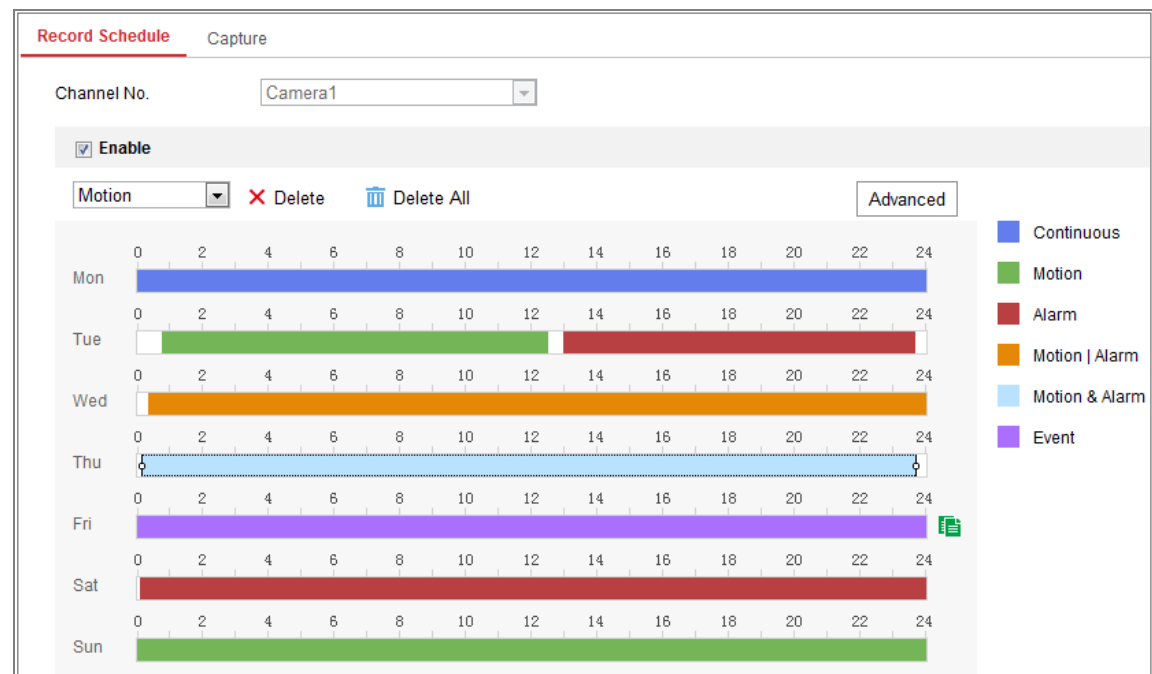 Record Schedule Capture
Channel No. Camera1
Enable
Motion Delete Delete All Advanced
Continuous
Motion
Alarm
Motion | Alarm
Motion & Alarm
Event
0 2 4 6 8 10 12 14 16 18 20 22 24
Mon
0 2 4 6 8 10 12 14 16 18 20 22 24
Tue
0 2 4 6 8 10 12 14 16 18 20 22 24
Wed
0 2 4 6 8 10 12 14 16 18 20 22 24
Thu
0 2 4 6 8 10 12 14 16 18 20 22 24
Fri
0 2 4 6 8 10 12 14 16 18 20 22 24
Sat
0 2 4 6 8 10 12 14 16 18 20 22 24
Sun